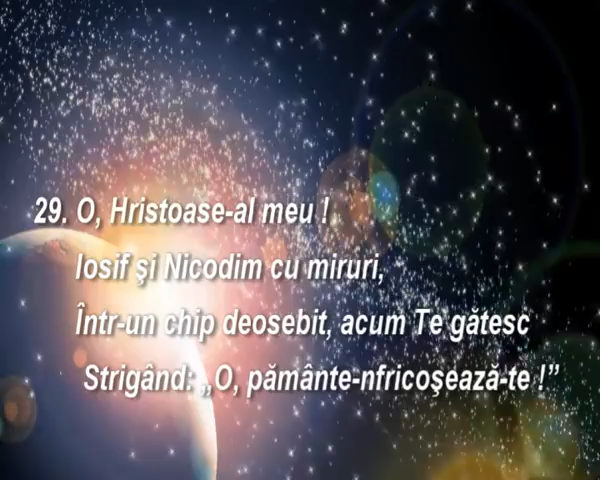 29. O, Hristoase-al meu !
Iosif şi Nicodim cu miruri,
Într-un chip deosebit, acum Te gătesc
Strigând: „O, pământe-nfricoşează-te !”